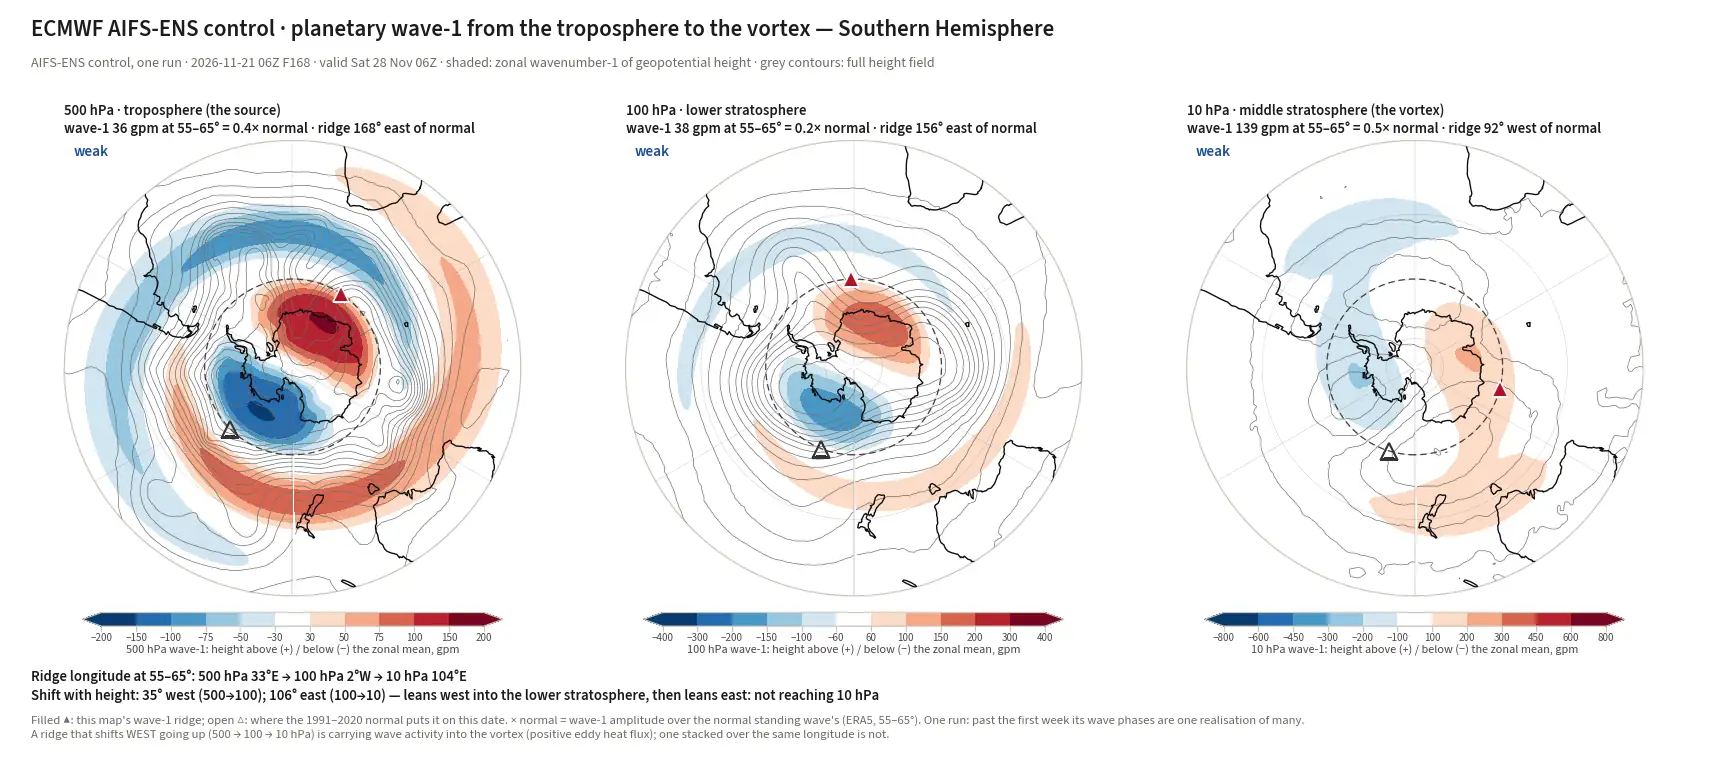 ECMWF AIFS-ENS control · planetary wave-1 from the troposphere to the vortex — Southern Hemisphere
AIFS-ENS control, one run · 2026-11-21 06Z F168 · valid Sat 28 Nov 06Z · shaded: zonal wavenumber-1 of geopotential height · grey contours: full height field
500 hPa · troposphere (the source)
wave-1 36 gpm at 55–65° = 0.4× normal · ridge 168° east of normal
weak
100 hPa · lower stratosphere
wave-1 38 gpm at 55–65° = 0.2× normal · ridge 156° east of normal
weak
10 hPa · middle stratosphere (the vortex)
wave-1 139 gpm at 55–65° = 0.5× normal · ridge 92° west of normal
weak
−200 −150 −100 −75 −50 −30 30 50 75 100 150 200
500 hPa wave-1: height above (+) / below (−) the zonal mean, gpm
−400 −300 −200 −150 −100 −60 60 100 150 200 300 400
100 hPa wave-1: height above (+) / below (−) the zonal mean, gpm
−800 −600 −450 −300 −200 −100 100 200 300 450 600 800
10 hPa wave-1: height above (+) / below (−) the zonal mean, gpm
Ridge longitude at 55–65°: 500 hPa 33°E → 100 hPa 2°W → 10 hPa 104°E
Shift with height: 35° west (500→100); 106° east (100→10) — leans west into the lower stratosphere, then leans east: not reaching 10 hPa
Filled ▲: this map's wave-1 ridge; open △: where the 1991–2020 normal puts it on this date. × normal = wave-1 amplitude over the normal standing wave's (ERA5, 55–65°). One run: past the first week its wave phases are one realisation of many.
A ridge that shifts WEST going up (500 → 100 → 10 hPa) is carrying wave activity into the vortex (positive eddy heat flux); one stacked over the same longitude is not.